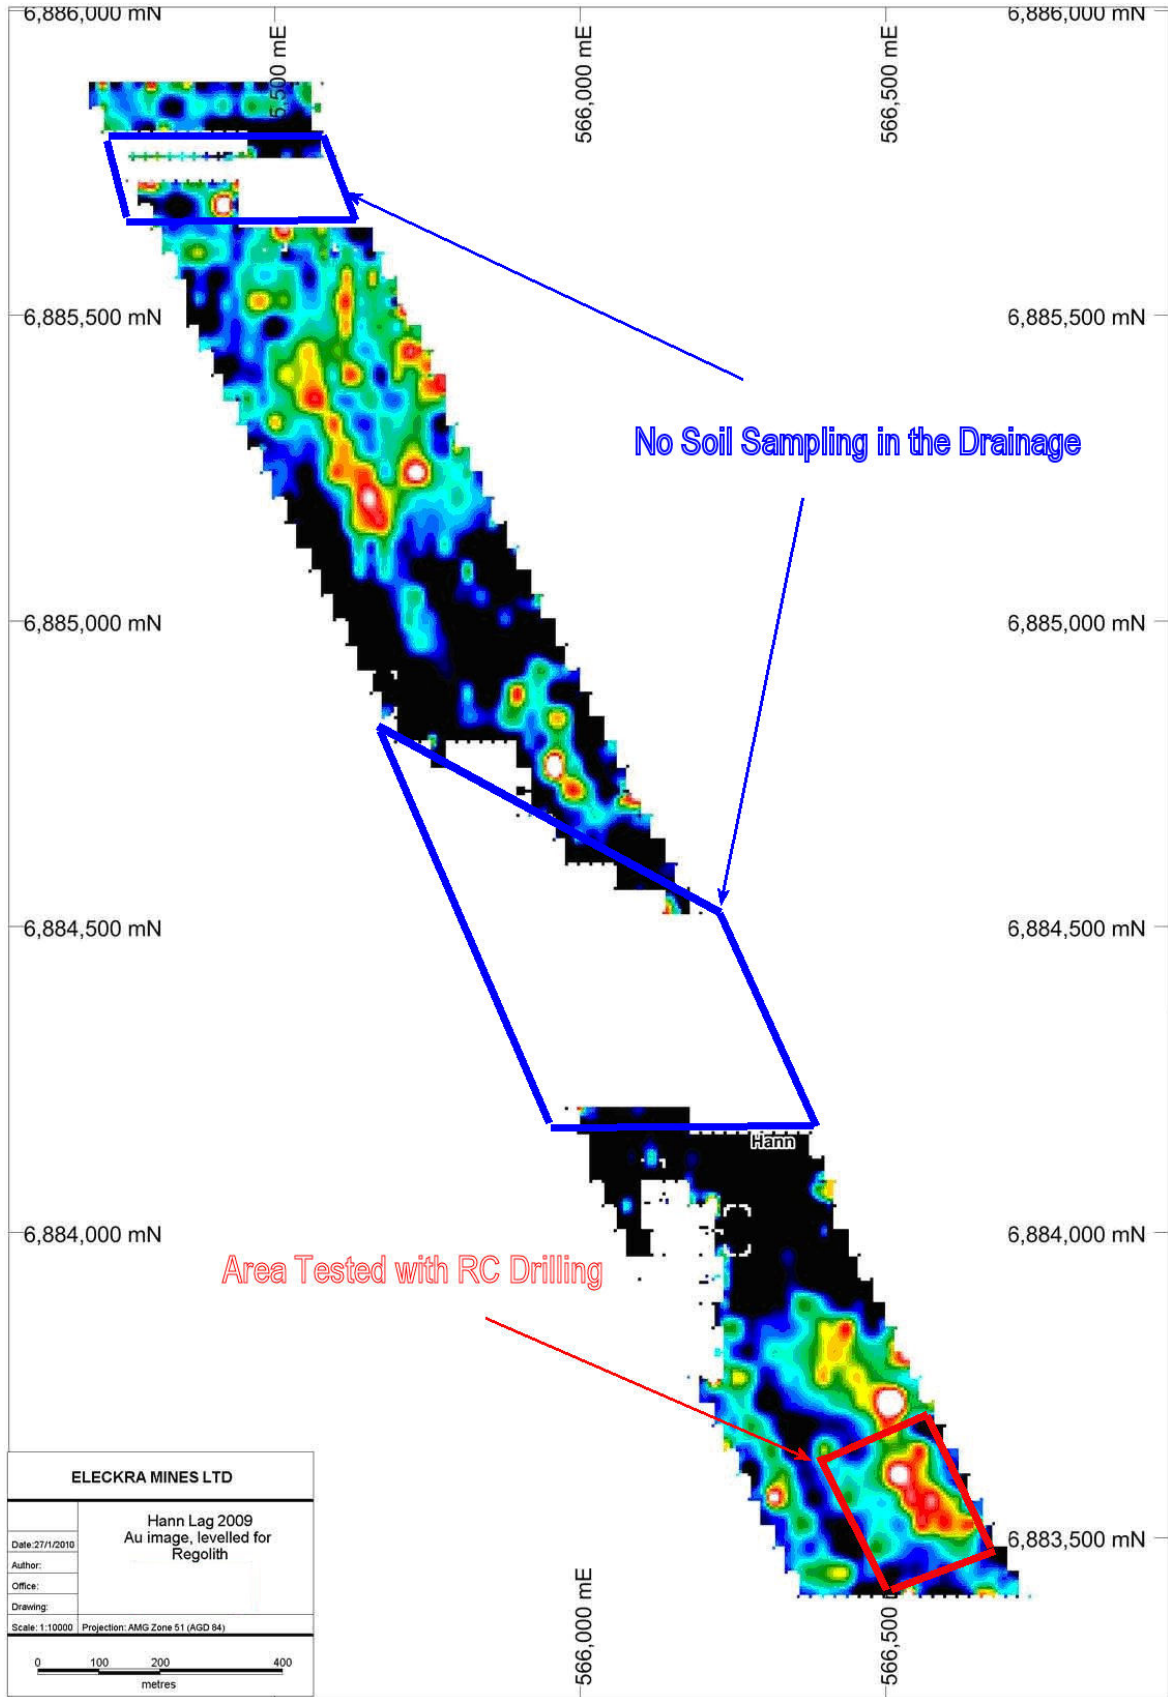 6,886,000 mN
6,886,000 mN
5,500 mE
566,000 mE
566,500 mE
6,885,500 mN
6,885,500 mN
No Soil Sampling in the Drainage
6,885,000 mN
6,885,000 mN
6,884,500 mN
6,884,500 mN
Hann
6,884,000 mN
6,884,000 mN
Area Tested with RC Drilling
6,883,500 mN
566,000 mE
566,500
ELECKRA MINES LTD
Hann Lag 2009
Au image, levelled for
Regolith
Date:27/1/2010
Author:
Office:
Drawing:
Scale: 1:10000 Projection: AMG Zone 51 (AGD 84)
0 100 200 400
metres